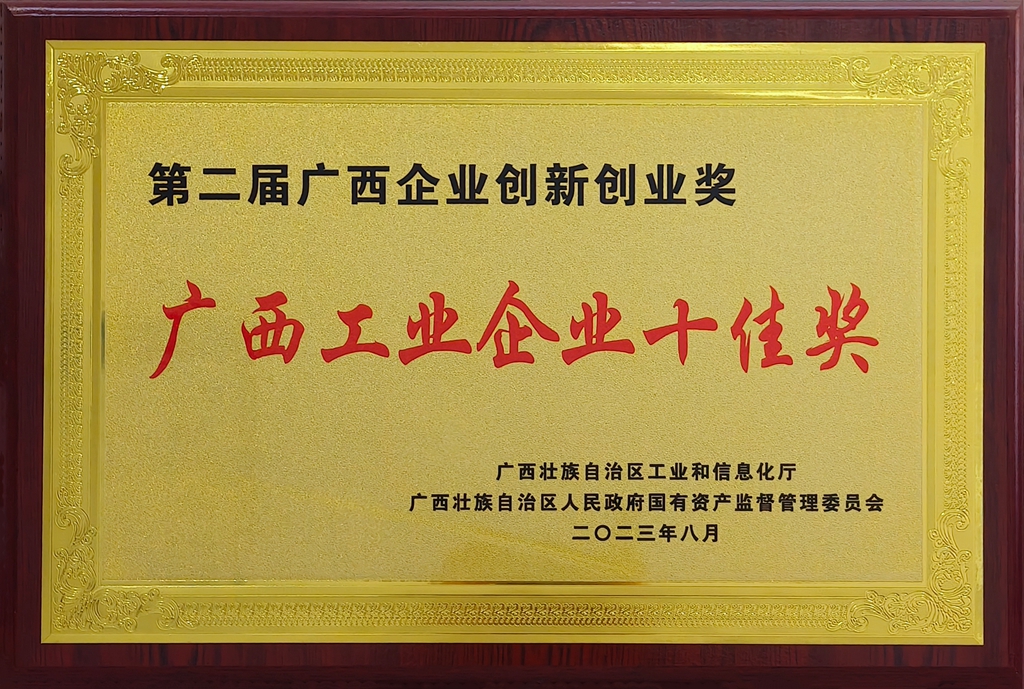 第二届广西企业创新创业奖
广西工业企业十佳奖
广西壮族自治区工业和信息化厅
广西壮族自治区人民政府国有资产监督管理委员会
二〇二三年八月